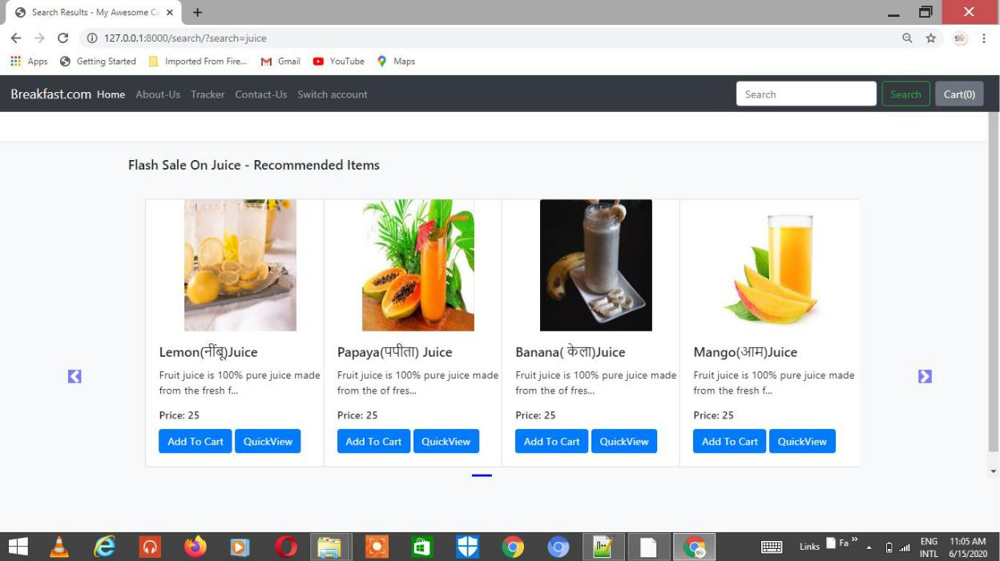 Search Results - My Awesome Ca
127.0.0.1:8000/search/?search=juice
Apps Getting Started Imported From Fire... Gmail YouTube Maps
Breakfast.com Home About-Us Tracker Contact-Us Switch account Search Search Cart(0)
Flash Sale On Juice - Recommended Items
Lemon(नींबू)Juice
Fruit juice is 100% pure juice made
from the fresh f...
Price: 25
Add To Cart QuickView
Papaya(पपीता) Juice
Fruit juice is 100% pure juice made
from the of fres...
Price: 25
Add To Cart QuickView
Banana( केला)Juice
Fruit juice is 100% pure juice made
from the of fres...
Price: 25
Add To Cart QuickView
Mango(आम)Juice
Fruit juice is 100% pure juice made
from the fresh f...
Price: 25
Add To Cart QuickView
Links Fa
ENG
INTL
11:05 AM
6/15/2020